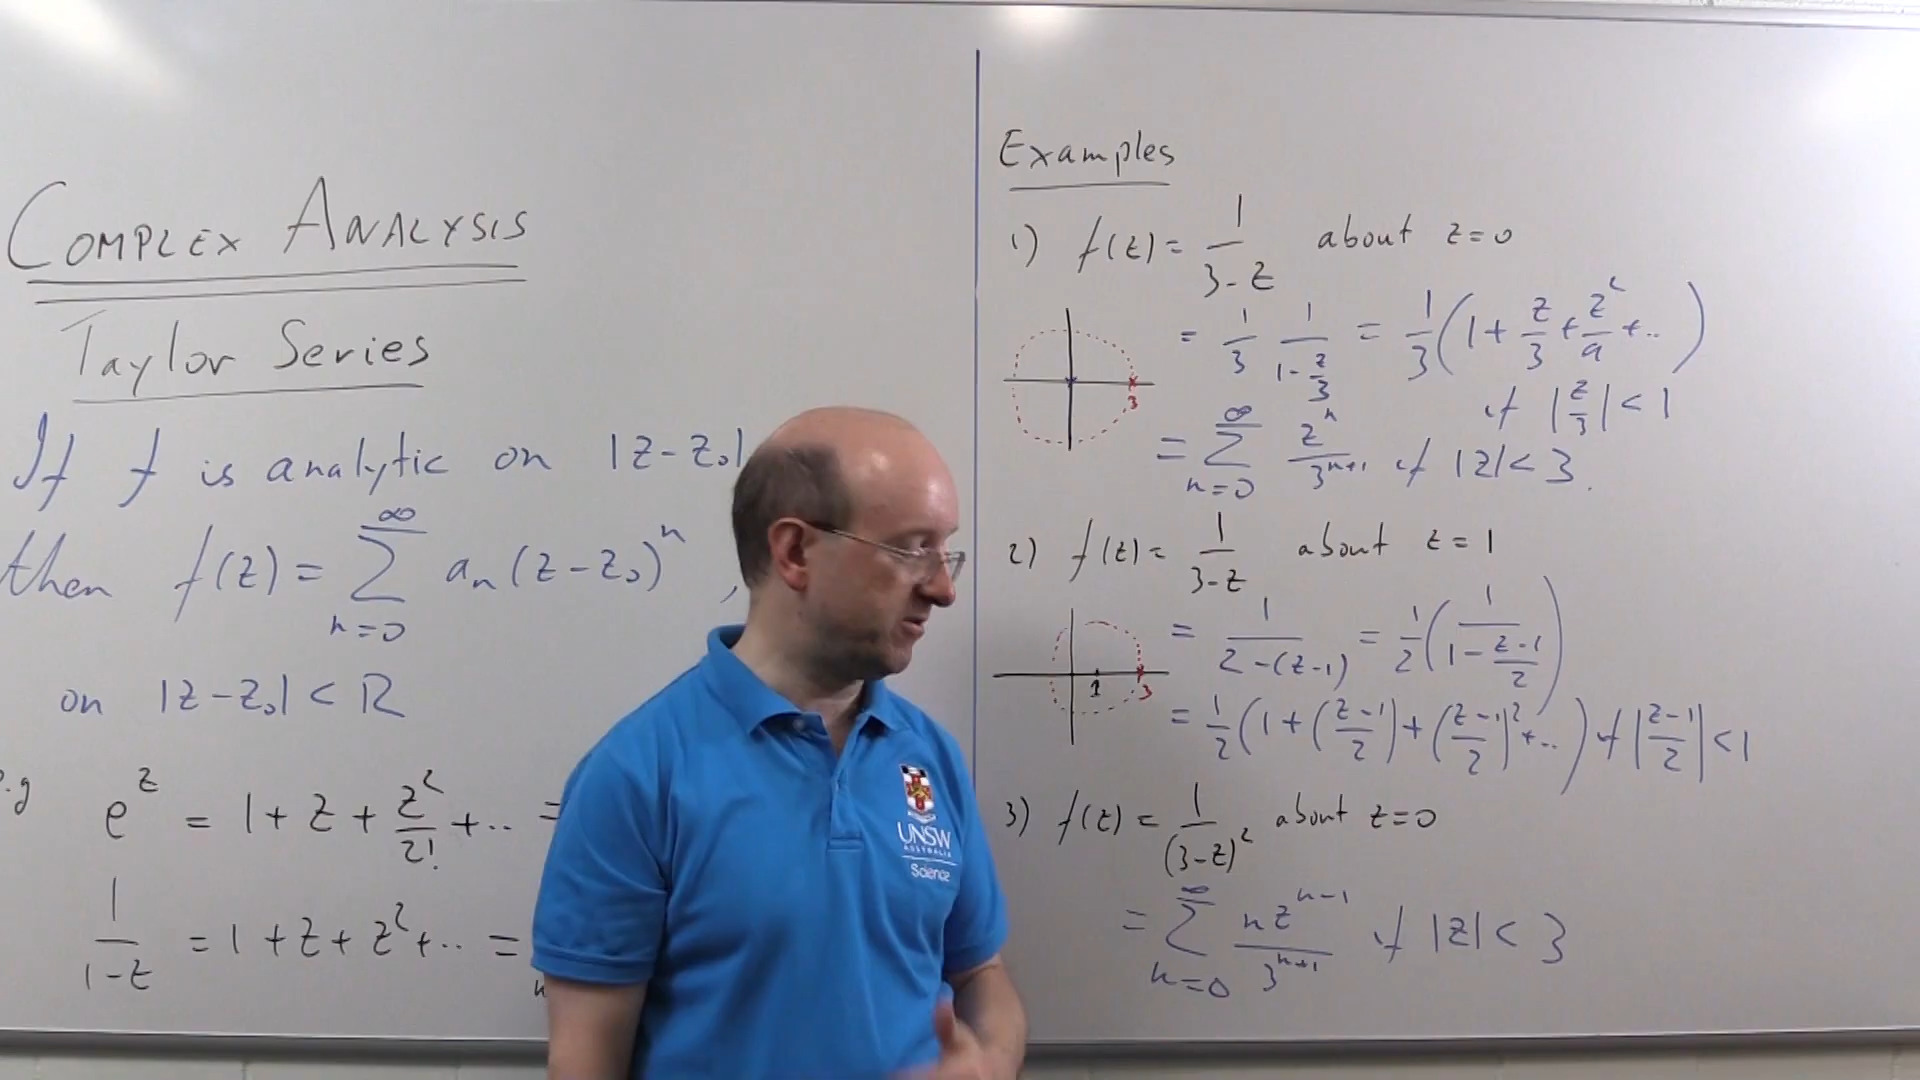 COMPLEX ANALYSIS
Taylor Series
If f is analytic on |z-z₀|
then f(z) = ∑_{n=0}^{∞} aₙ(z-z₀)ⁿ,
on |z-z₀| < R
e.g e^z = 1 + z + z²/2! + .. =
1/(1-z) = 1 + z + z² + .. =
n
UNSW
AUSTRALIA
Science
Examples
1) f(z) = 1/(3-z) about z=0
= 1/3 1/(1-z/3) = 1/3 (1 + z/3 + z²/9 + ..)
if |z/3| < 1
3
= ∑_{n=0}^{∞} zⁿ/3ⁿ⁺¹ if |z| < 3.
2) f(z) = 1/(3-z) about z=1
= 1/(2-(z-1)) = 1/2 (1/(1-(z-1)/2))
1 3
= 1/2 (1 + ((z-1)/2) + ((z-1)/2)² + ..) if |(z-1)/2| < 1
3) f(z) = 1/(3-z)² about z=0
= ∑_{n=0}^{∞} nzⁿ⁻¹/3ⁿ⁺¹ if |z| < 3